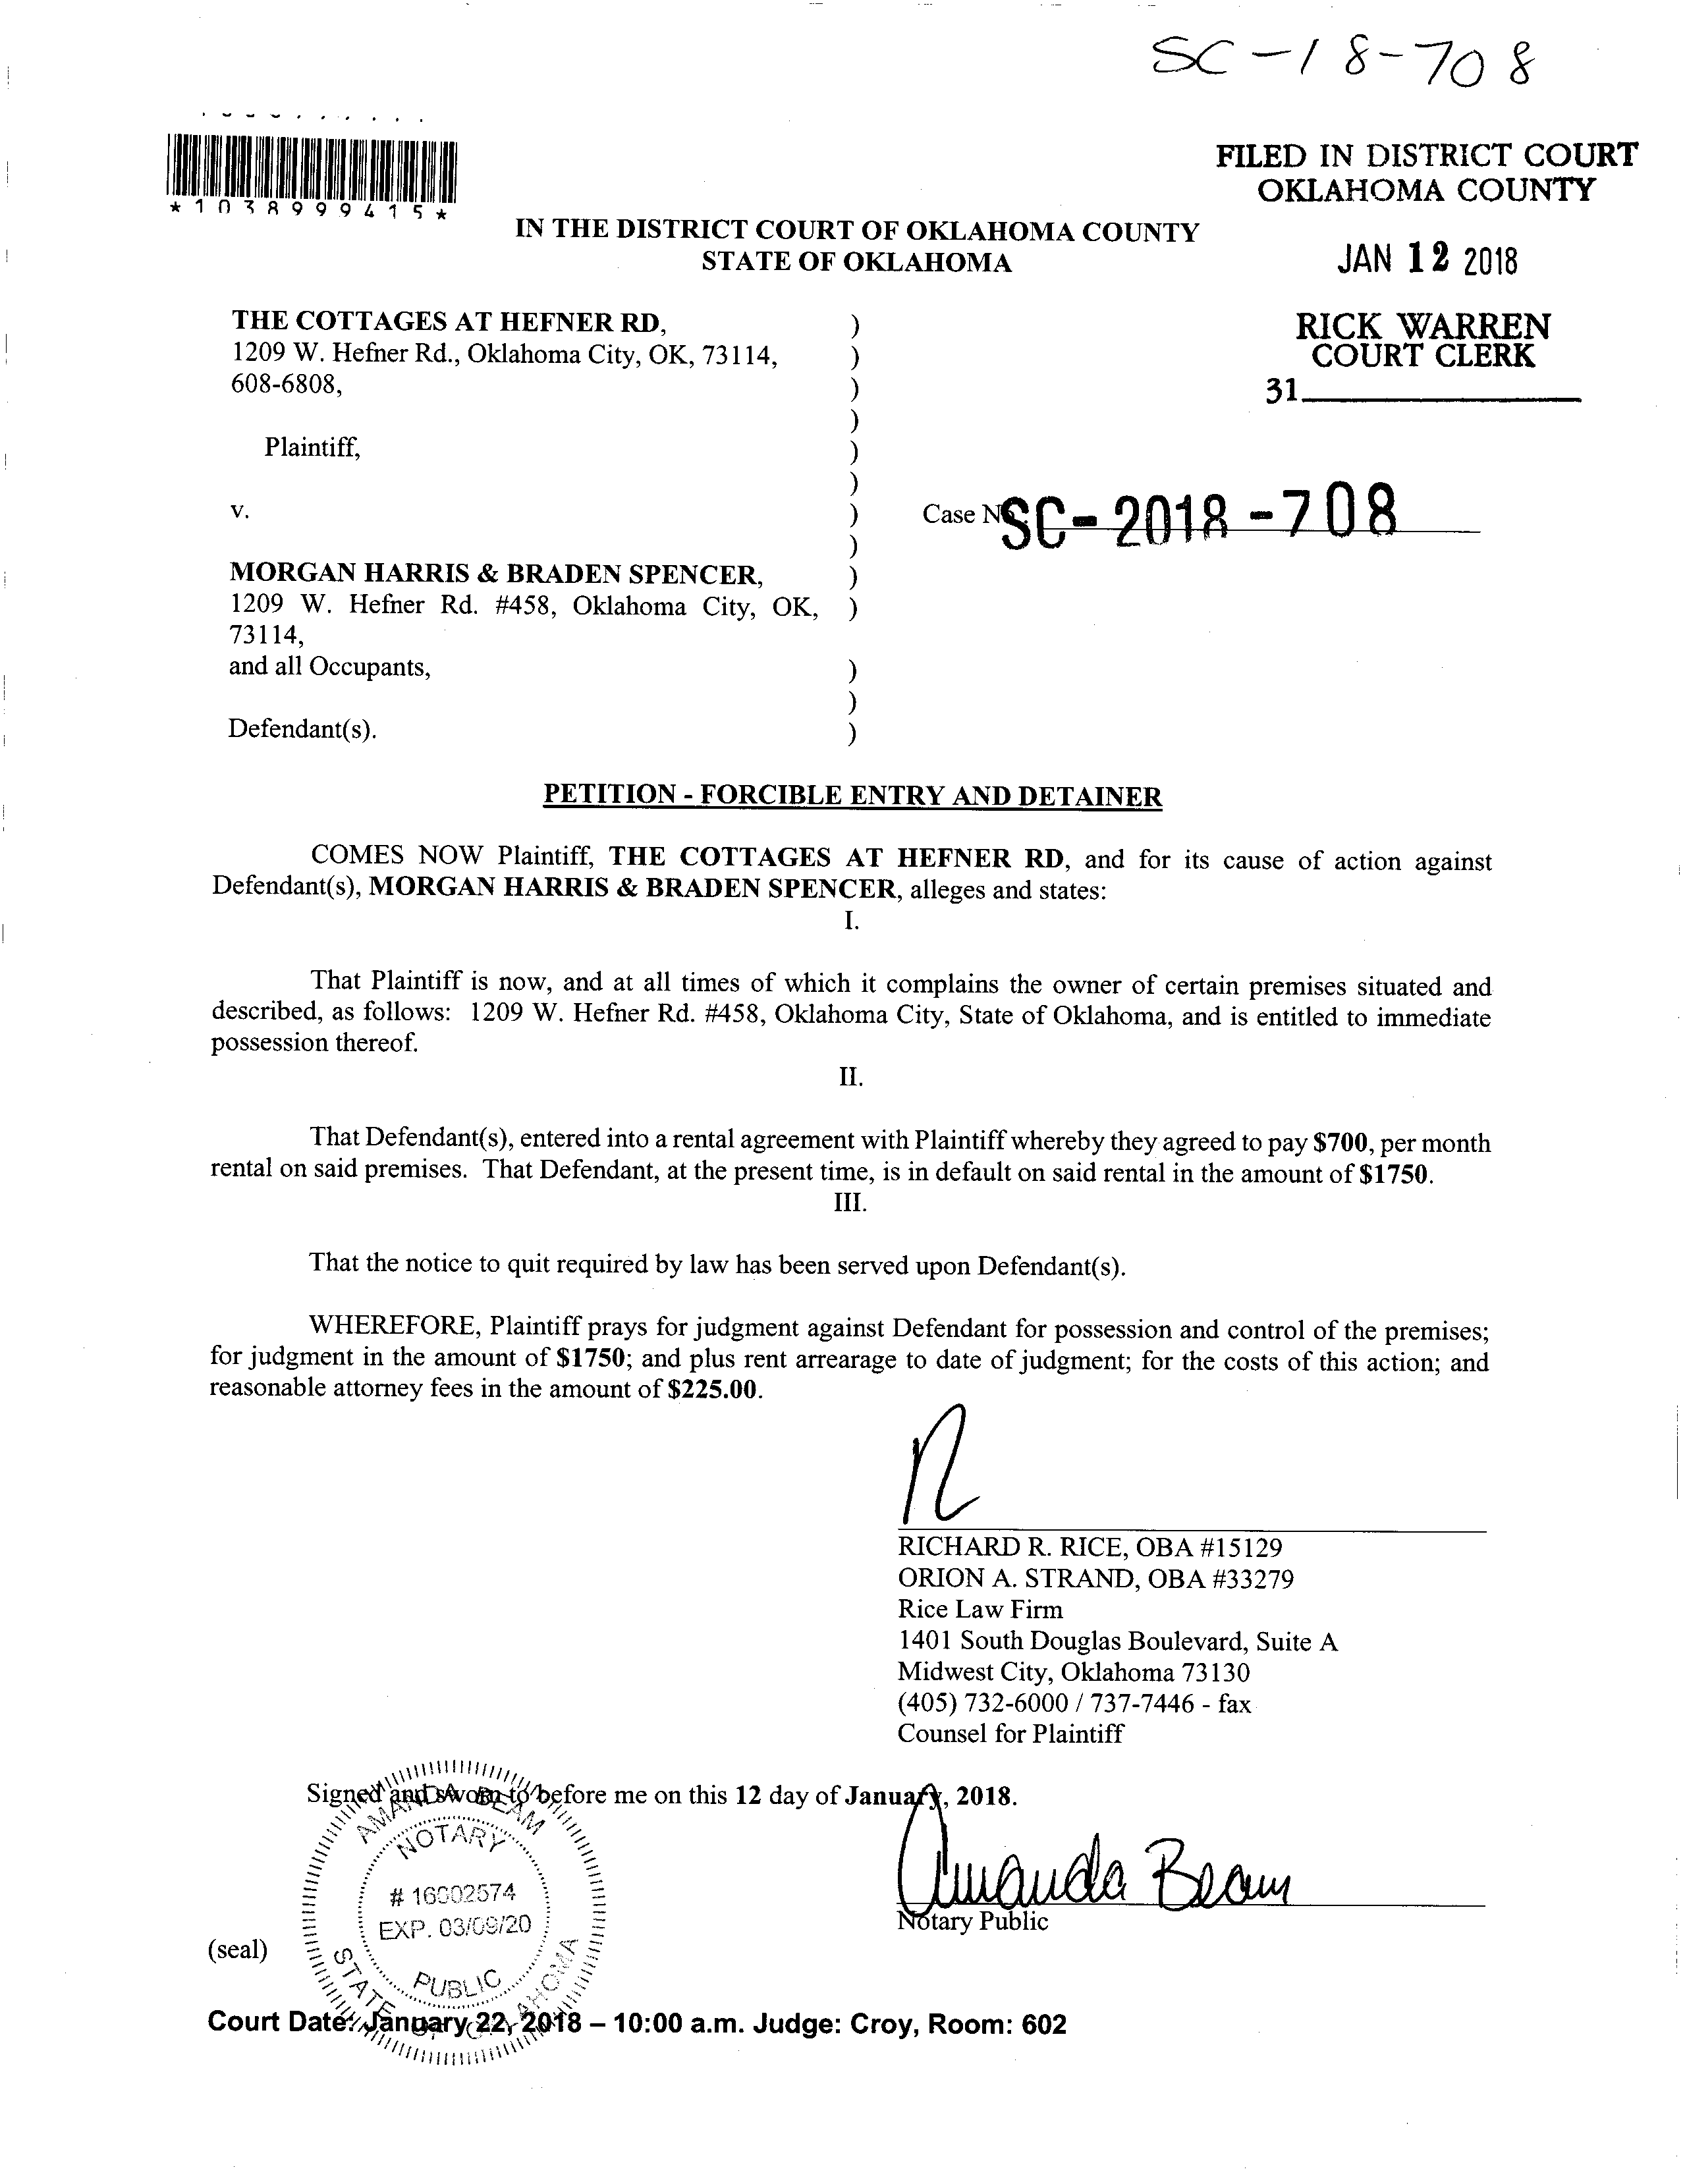 SC-18-708
*1038999415*
FILED IN DISTRICT COURT
OKLAHOMA COUNTY
IN THE DISTRICT COURT OF OKLAHOMA COUNTY
STATE OF OKLAHOMA
JAN 12 2018
RICK WARREN
COURT CLERK
31
THE COTTAGES AT HEFNER RD, )
1209 W. Hefner Rd., Oklahoma City, OK, 73114, )
608-6808, )
)
Plaintiff, )
)
v. )
Case No. SC-2018-708
)
MORGAN HARRIS & BRADEN SPENCER, )
1209 W. Hefner Rd. #458, Oklahoma City, OK, )
73114,
and all Occupants, )
)
Defendant(s). )
PETITION - FORCIBLE ENTRY AND DETAINER
COMES NOW Plaintiff, THE COTTAGES AT HEFNER RD, and for its cause of action against
Defendant(s), MORGAN HARRIS & BRADEN SPENCER, alleges and states:
I.
That Plaintiff is now, and at all times of which it complains the owner of certain premises situated and
described, as follows: 1209 W. Hefner Rd. #458, Oklahoma City, State of Oklahoma, and is entitled to immediate
possession thereof.
II.
That Defendant(s), entered into a rental agreement with Plaintiff whereby they agreed to pay $700, per month
rental on said premises. That Defendant, at the present time, is in default on said rental in the amount of $1750.
III.
That the notice to quit required by law has been served upon Defendant(s).
WHEREFORE, Plaintiff prays for judgment against Defendant for possession and control of the premises;
for judgment in the amount of $1750; and plus rent arrearage to date of judgment; for the costs of this action; and
reasonable attorney fees in the amount of $225.00.
RICHARD R. RICE, OBA #15129
ORION A. STRAND, OBA #33279
Rice Law Firm
1401 South Douglas Boulevard, Suite A
Midwest City, Oklahoma 73130
(405) 732-6000 / 737-7446 - fax
Counsel for Plaintiff
Signed and sworn to before me on this 12 day of January, 2018.
AMANDA BEAM
NOTARY
# 16002574
EXP. 03/09/20
PUBLIC
STATE OF OKLAHOMA
Amanda Beam
Notary Public
(seal)
Court Date: January 22, 2018 – 10:00 a.m. Judge: Croy, Room: 602